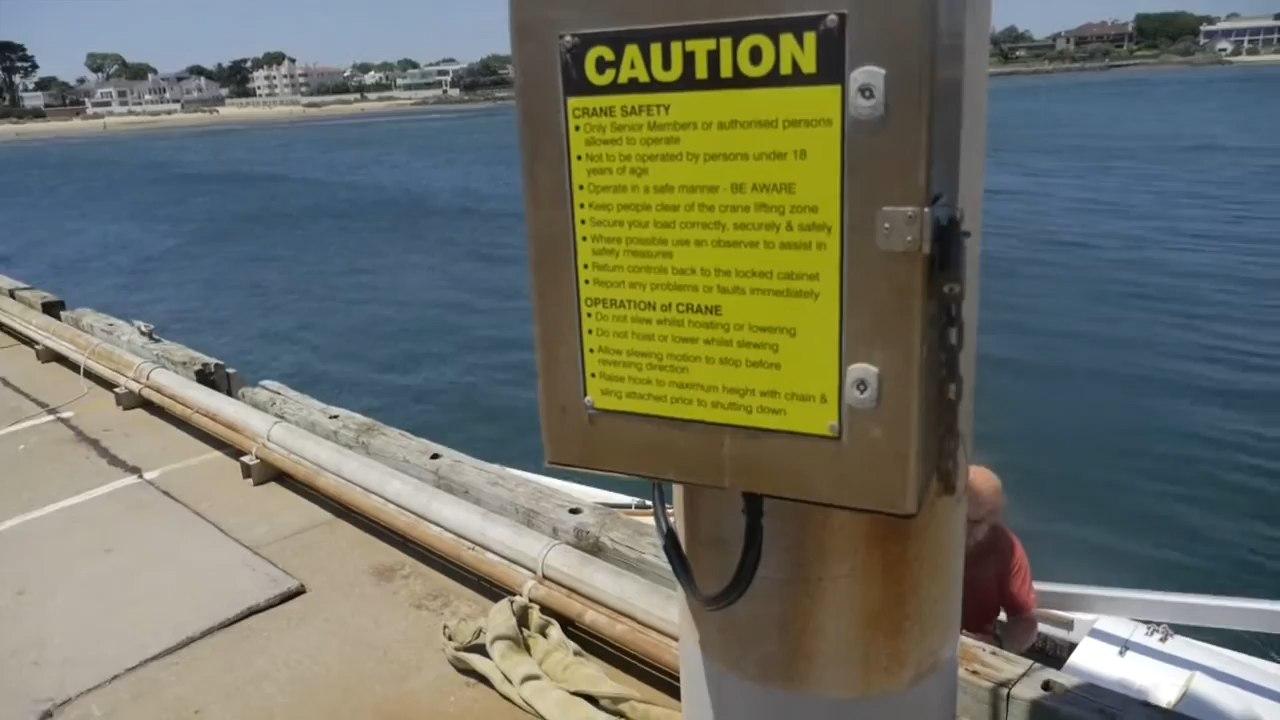 CAUTION
CRANE SAFETY
• Only Senior Members or authorised persons
allowed to operate
• Not to be operated by persons under 18
years of age
• Operate in a safe manner - BE AWARE
• Keep people clear of the crane lifting zone
• Secure your load correctly, securely & safely
• Where possible use an observer to assist in
safety measures
• Return controls back to the locked cabinet
• Report any problems or faults immediately
OPERATION of CRANE
• Do not slew whilst hoisting or lowering
• Do not hoist or lower whilst slewing
• Allow slewing motion to stop before
reversing direction
• Raise hook to maximum height with chain &
sling attached prior to shutting down